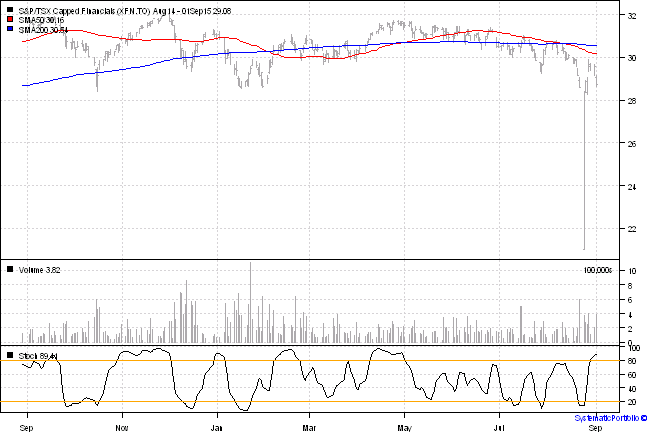 S&P/TSX Capped Financials (XFN.TO) Aug 14 - 01Sep15 29.08
SMA50 30.16
SMA200 30.54
32
30
28
26
24
22
Volume 3.82
100,000s
10
8
6
4
2
0
Stoch 89.44
100
80
60
40
20
Sep
Nov
Jan
Mar
May
Jul
Sep
SystematicPortfolio ©